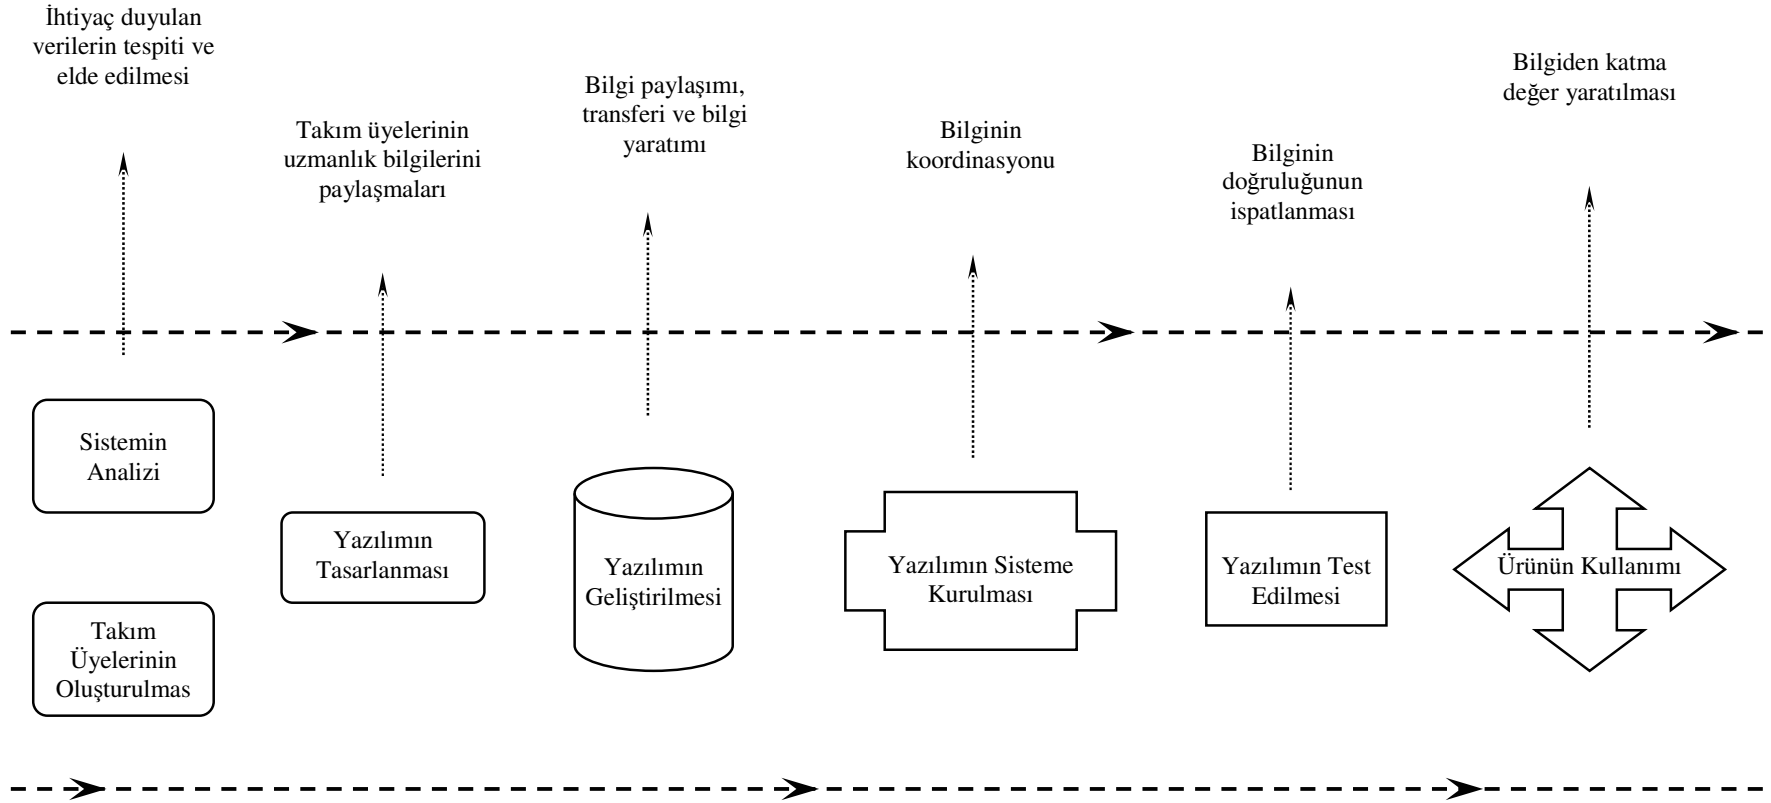 İhtiyaç duyulan
verilerin tespiti ve
elde edilmesi
Takım üyelerinin
uzmanlık bilgilerini
paylaşmaları
Bilgi paylaşımı,
transferi ve bilgi
yaratımı
Bilginin
koordinasyonu
Bilginin
doğruluğunun
ispatlanması
Bilgiden katma
değer yaratılması
Sistemin
Analizi
Takım
Üyelerinin
Oluşturulmas
Yazılımın
Tasarlanması
Yazılımın
Geliştirilmesi
Yazılımın Sisteme
Kurulması
Yazılımın Test
Edilmesi
Ürünün Kullanımı